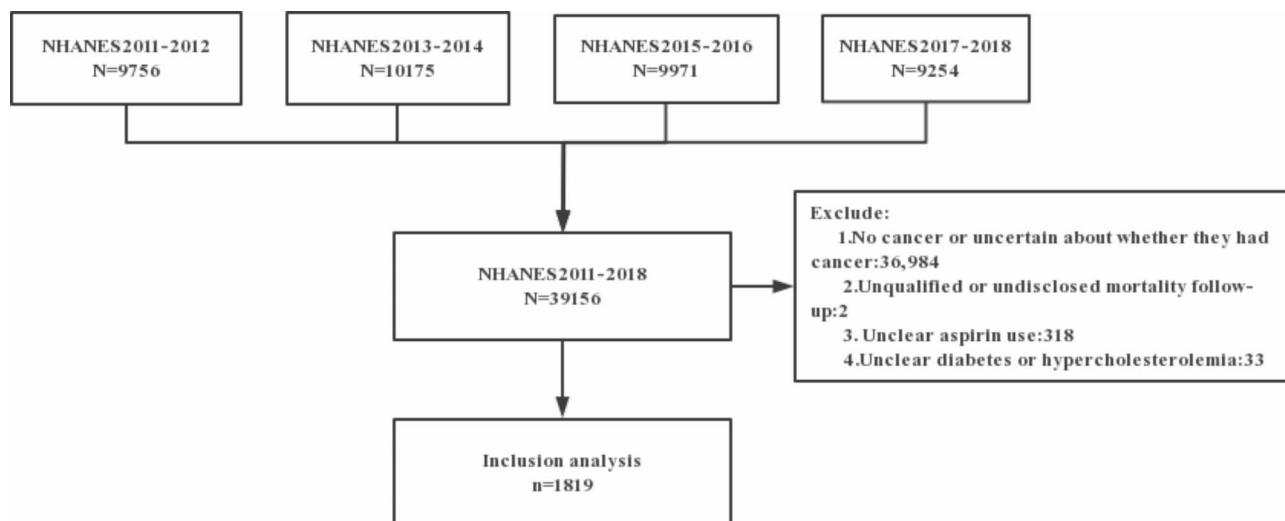 NHANES2011-2012
N=9756
NHANES2013-2014
N=10175
NHANES2015-2016
N=9971
NHANES2017-2018
N=9254
NHANES2011-2018
N=39156
Exclude:
1.No cancer or uncertain about whether they had
cancer:36,984
2.Unqualified or undisclosed mortality follow-
up:2
3. Unclear aspirin use:318
4.Unclear diabetes or hypercholesterolemia:33
Inclusion analysis
n=1819